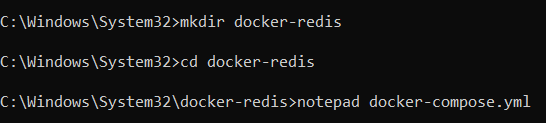 C:\Windows\System32>mkdir docker-redis
C:\Windows\System32>cd docker-redis
C:\Windows\System32\docker-redis>notepad docker-compose.yml